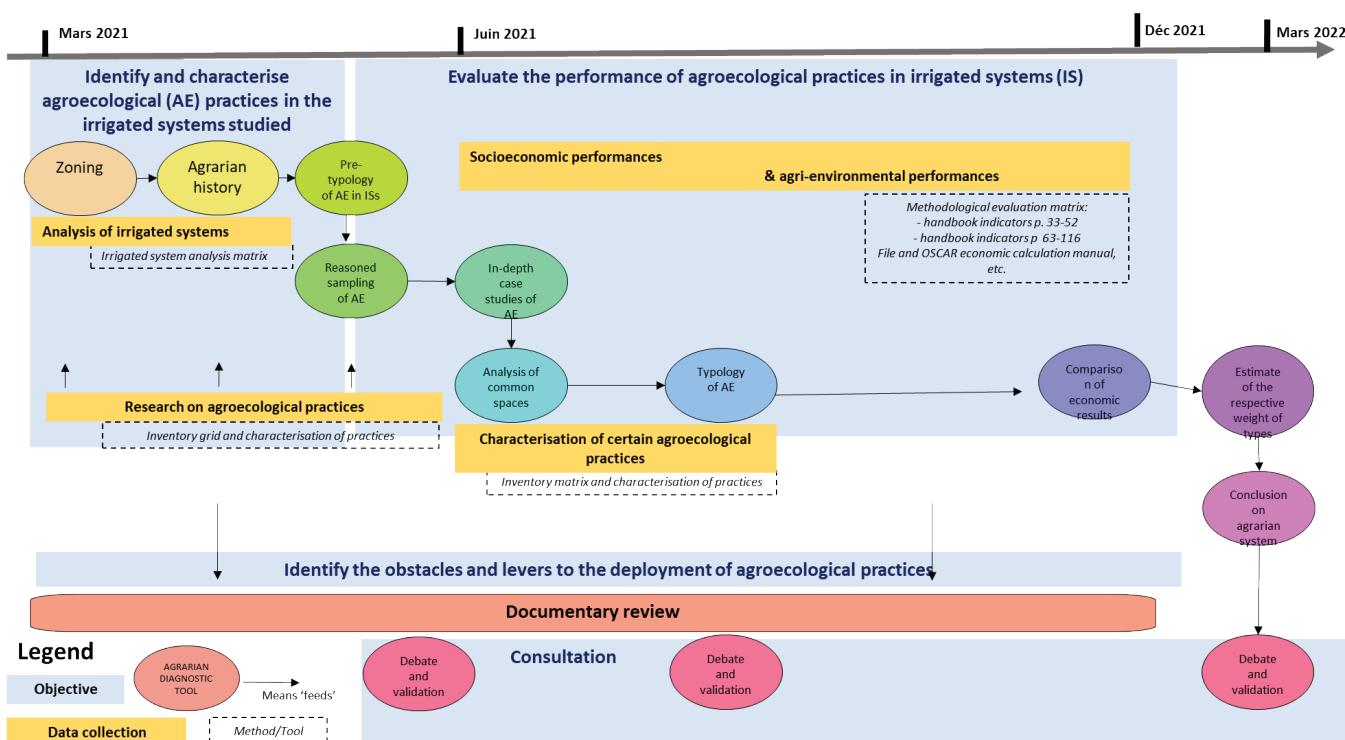 Mars 2021
Juin 2021
Déc 2021
Mars 2022
Identify and characterise
agroecological (AE) practices in the
irrigated systems studied
Evaluate the performance of agroecological practices in irrigated systems (IS)
Zoning
Agrarian
history
Pre-
typology
of AE in ISs
Socioeconomic performances
& agri-environmental performances
Methodological evaluation matrix:
- handbook indicators p. 33-52
- handbook indicators p 63-116
File and OSCAR economic calculation manual,
etc.
Analysis of irrigated systems
Irrigated system analysis matrix
Reasoned
sampling
of AE
In-depth
case
studies of
AE
Analysis of
common
spaces
Typology
of AE
Compariso
n of
economic
results
Estimate
of the
respective
weight of
types
Research on agroecological practices
Inventory grid and characterisation of practices
Characterisation of certain agroecological
practices
Inventory matrix and characterisation of practices
Conclusion
on
agrarian
system
Identify the obstacles and levers to the deployment of agroecological practices
Documentary review
Legend
Objective
AGRARIAN
DIAGNOSTIC
TOOL
Means ‘feeds’
Data collection
Method/Tool
Debate
and
validation
Consultation
Debate
and
validation
Debate
and
validation